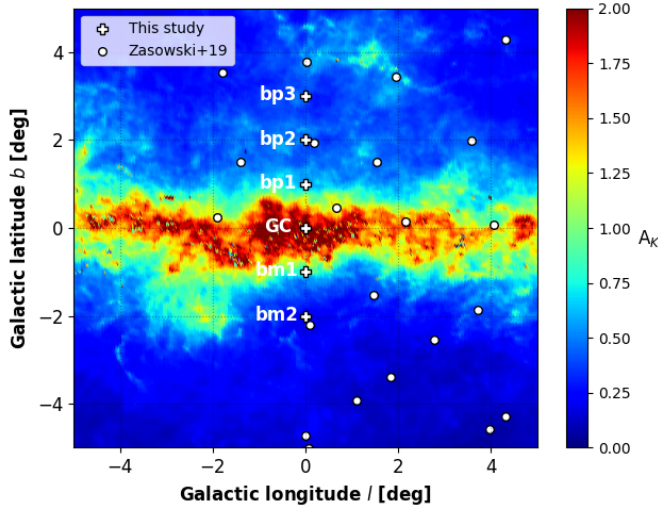 This study
Zasowski+19
bp3
bp2
bp1
GC
bm1
bm2
4
2
0
−2
−4
−4 −2 0 2 4
Galactic latitude b [deg]
Galactic longitude l [deg]
2.00
1.75
1.50
1.25
1.00
0.75
0.50
0.25
0.00
A_K